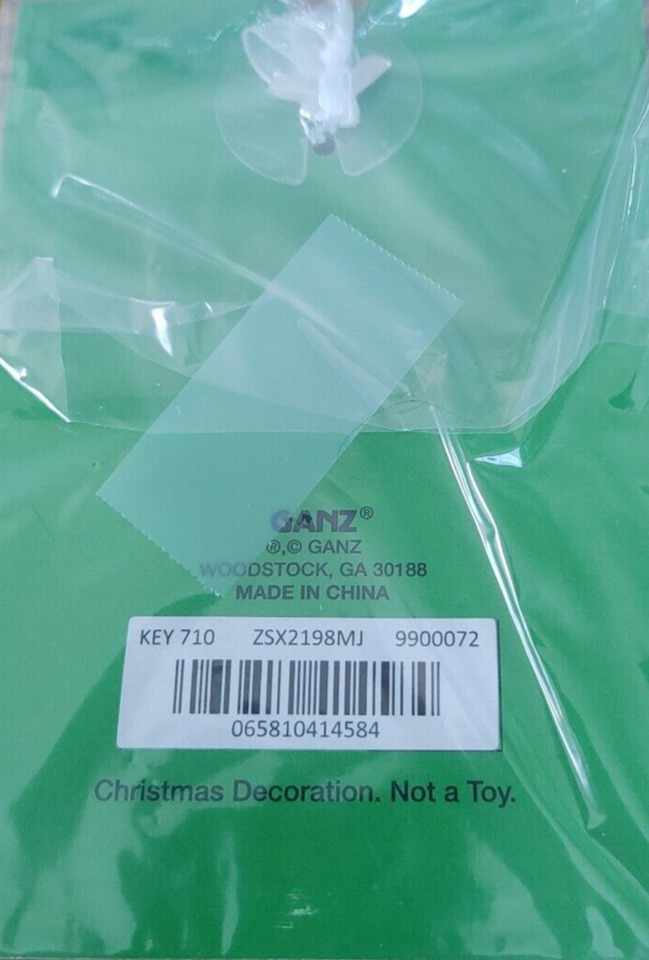 GANZ®
®,© GANZ
WOODSTOCK, GA 30188
MADE IN CHINA
KEY 710 ZSX2198MJ 9900072
065810414584
Christmas Decoration. Not a Toy.